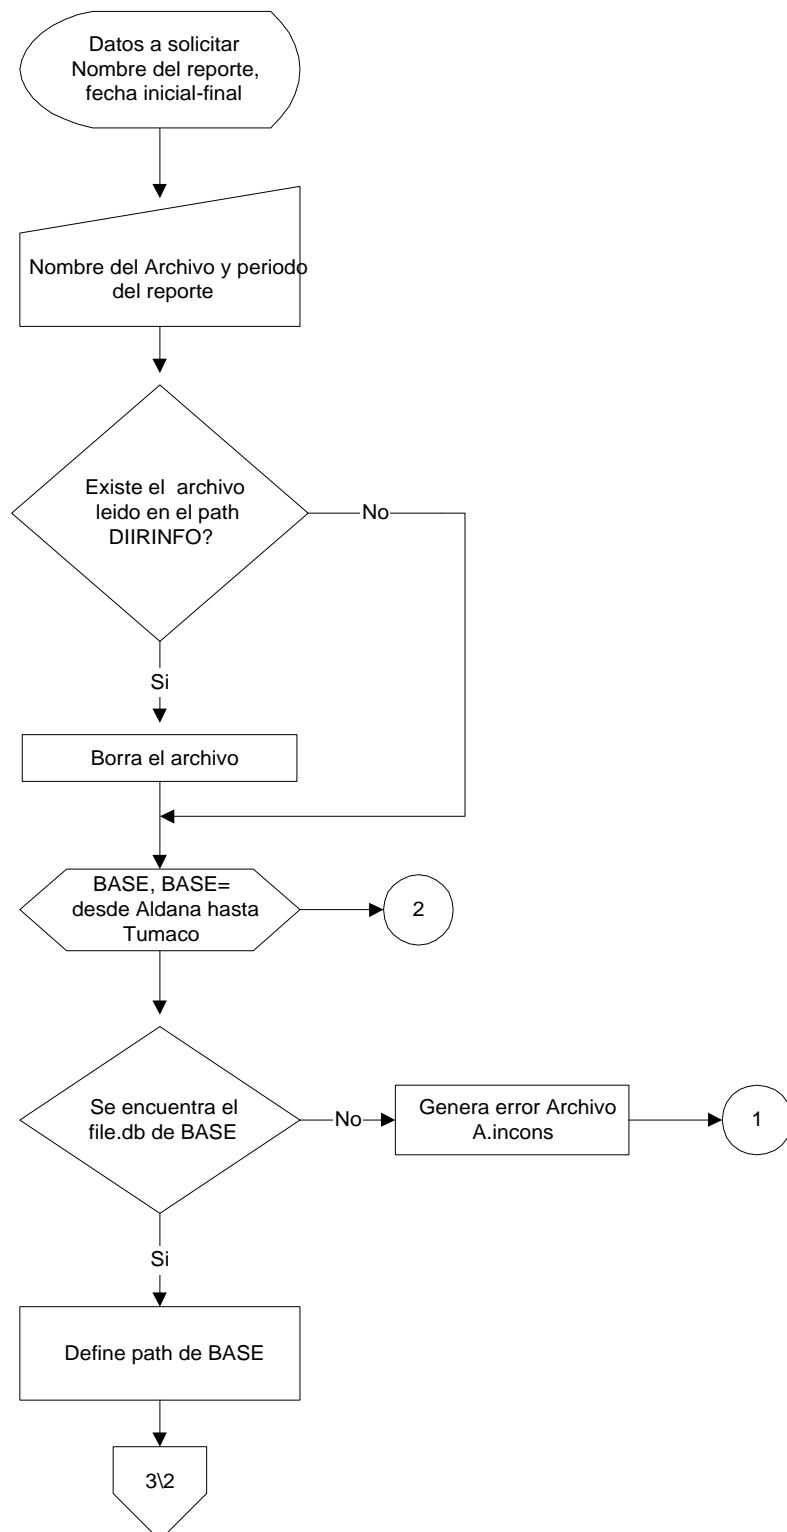 Datos a solicitar
Nombre del reporte,
fecha inicial-final
Nombre del Archivo y periodo
del reporte
Existe el archivo
leido en el path
DIIRINFO?
No
Si
Borra el archivo
BASE, BASE=
desde Aldana hasta
Tumaco
2
Se encuentra el
file.db de BASE
No
Genera error Archivo
A.incons
1
Si
Define path de BASE
3\2